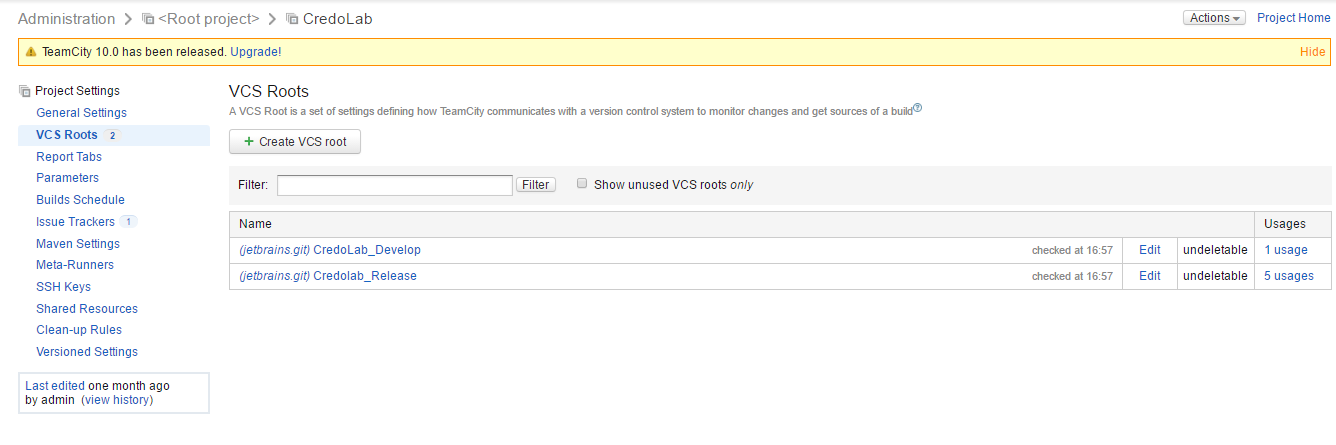 Administration > <Root project> > CredoLab Actions Project Home
TeamCity 10.0 has been released. Upgrade! Hide
Project Settings
General Settings
VCS Roots 2
Report Tabs
Parameters
Builds Schedule
Issue Trackers 1
Maven Settings
Meta-Runners
SSH Keys
Shared Resources
Clean-up Rules
Versioned Settings
Last edited one month ago
by admin (view history)
VCS Roots
A VCS Root is a set of settings defining how TeamCity communicates with a version control system to monitor changes and get sources of a build?
+ Create VCS root
Filter: Filter Show unused VCS roots only
Name Usages
(jetbrains.git) CredoLab_Develop checked at 16:57 Edit undeletable 1 usage
(jetbrains.git) Credolab_Release checked at 16:57 Edit undeletable 5 usages